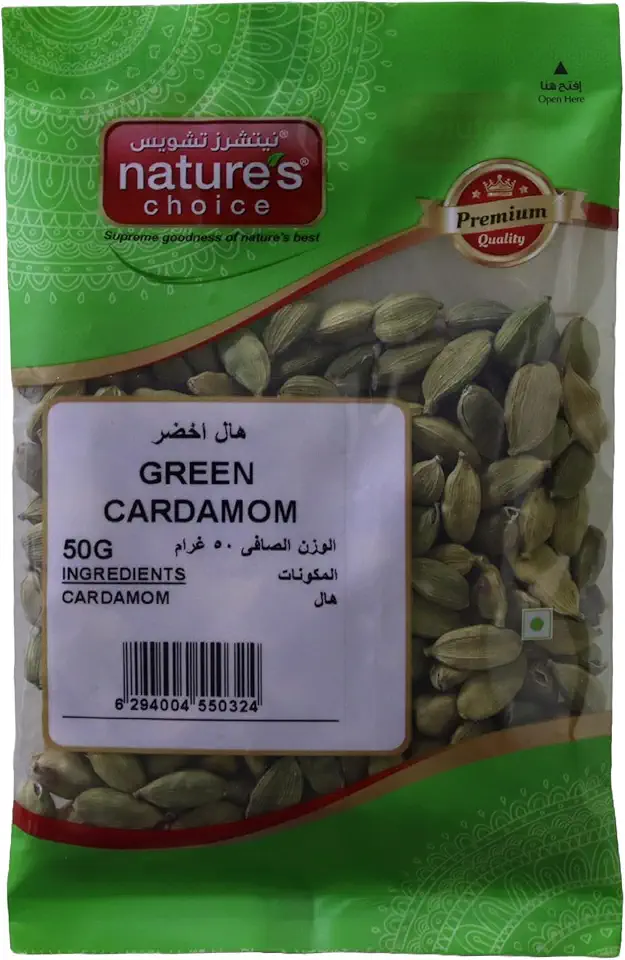 إفتح هنا
Open Here
نيتشرز تشويس®
nature's®
choice
Supreme goodness of nature's best
Premium
Quality
هال اخضر
GREEN
CARDAMOM
50G الوزن الصافى ٥٠ غرام
INGREDIENTS المكونات
CARDAMOM هال
6 294004 550324